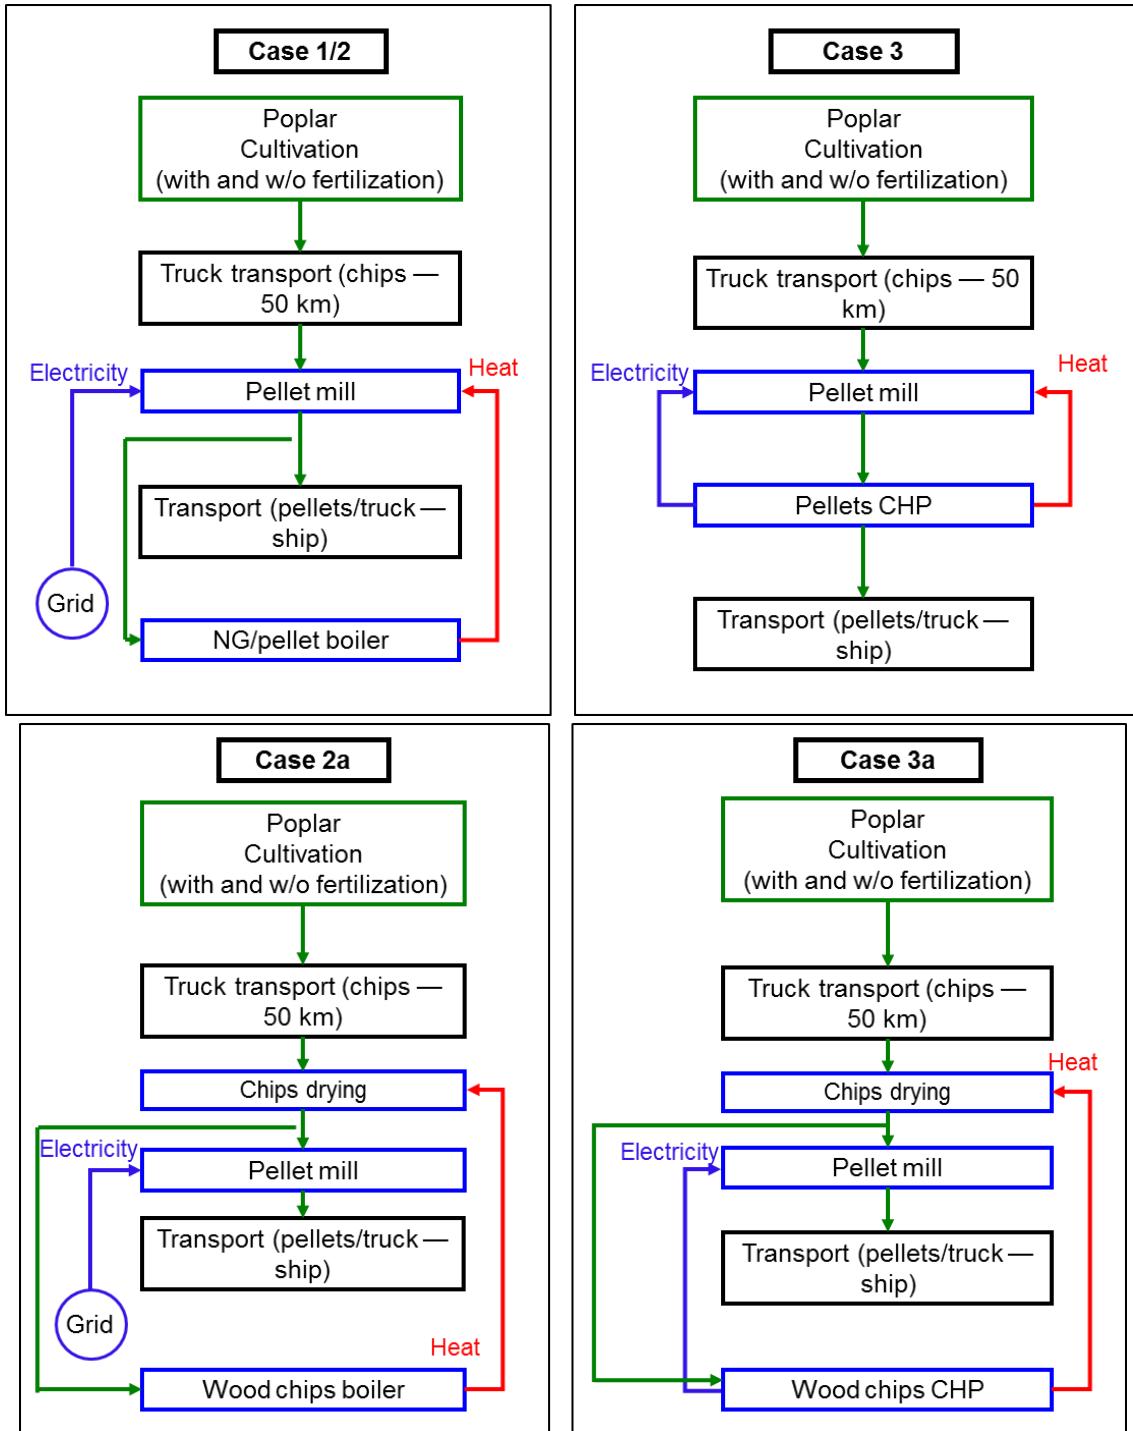 Case 1/2
Poplar
Cultivation
(with and w/o fertilization)
Truck transport (chips —
50 km)
Electricity
Heat
Pellet mill
Transport (pellets/truck —
ship)
Grid
NG/pellet boiler
Case 3
Poplar
Cultivation
(with and w/o fertilization)
Truck transport (chips — 50
km)
Electricity
Heat
Pellet mill
Pellets CHP
Transport (pellets/truck —
ship)
Case 2a
Poplar
Cultivation
(with and w/o fertilization)
Truck transport (chips —
50 km)
Chips drying
Electricity
Pellet mill
Transport (pellets/truck —
ship)
Grid
Heat
Wood chips boiler
Case 3a
Poplar
Cultivation
(with and w/o fertilization)
Truck transport (chips —
50 km)
Heat
Chips drying
Electricity
Pellet mill
Transport (pellets/truck —
ship)
Wood chips CHP